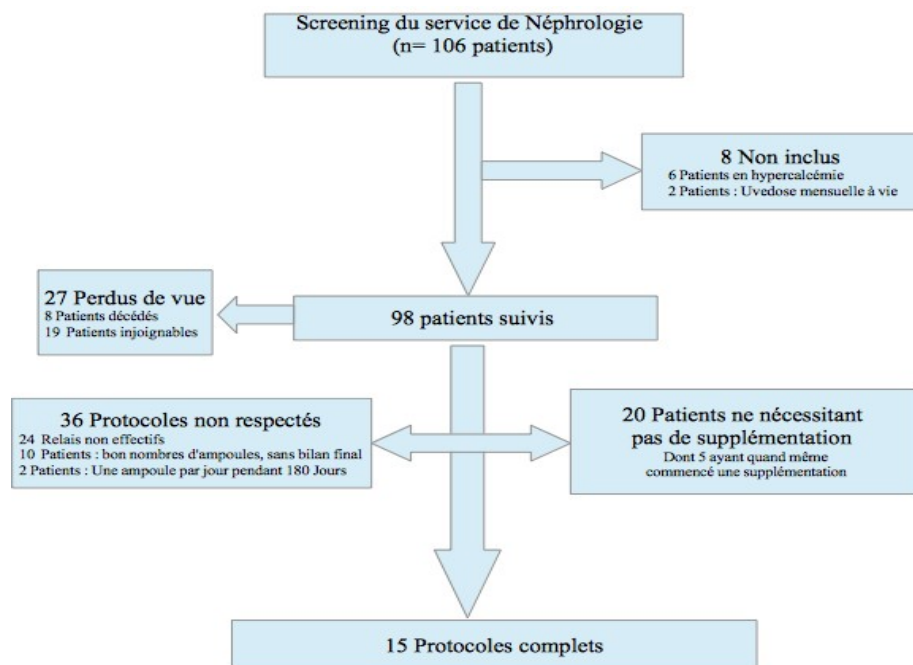 Screening du service de Néphrologie
(n= 106 patients)
8 Non inclus
6 Patients en hypercalcémie
2 Patients : Uvedose mensuelle à vie
27 Perdus de vue
8 Patients décédés
19 Patients injoignables
98 patients suivis
36 Protocoles non respectés
24 Relais non effectifs
10 Patients : bon nombres d'ampoules, sans bilan final
2 Patients : Une ampoule par jour pendant 180 Jours
20 Patients ne nécessitant
pas de supplémentation
Dont 5 ayant quand même
commencé une supplémentation
15 Protocoles complets